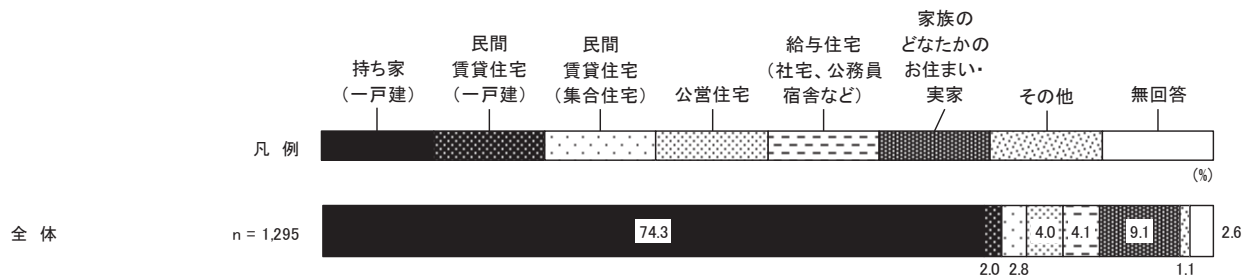 持ち家
（一戸建）
民間
賃貸住宅
（一戸建）
民間
賃貸住宅
（集合住宅）
公営住宅
給与住宅
（社宅、公務員
宿舎など）
家族の
どなたかの
お住まい・
実家
その他
無回答
凡 例
(%)
全 体
n = 1,295
74.3
2.0
2.8
4.0
4.1
9.1
1.1
2.6